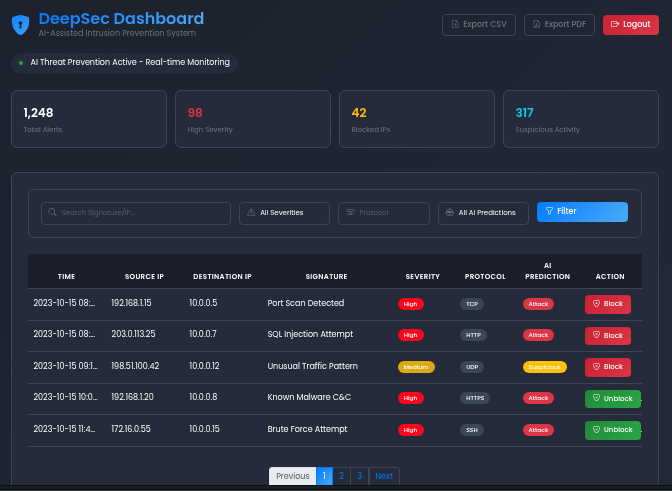 DeepSec Dashboard
AI-Assisted Intrusion Prevention System
Export CSV
Export PDF
Logout
AI Threat Prevention Active - Real-time Monitoring
1,248
Total Alerts
98
High Severity
42
Blocked IPs
317
Suspicious Activity
Search Signature/IP...
All Severities
Protocol
All AI Predictions
Filter
TIME SOURCE IP DESTINATION IP SIGNATURE SEVERITY PROTOCOL AI PREDICTION ACTION
2023-10-15 08:... 192.168.1.15 10.0.0.5 Port Scan Detected High TCP Attack Block
2023-10-15 08:... 203.0.113.25 10.0.0.7 SQL Injection Attempt High HTTP Attack Block
2023-10-15 09:1... 198.51.100.42 10.0.0.12 Unusual Traffic Pattern Medium UDP Suspicious Block
2023-10-15 10:0... 192.168.1.20 10.0.0.8 Known Malware C&C High HTTPS Attack Unblock
2023-10-15 11:4... 172.16.0.55 10.0.0.15 Brute Force Attempt High SSH Attack Unblock
Previous 1 2 3 Next